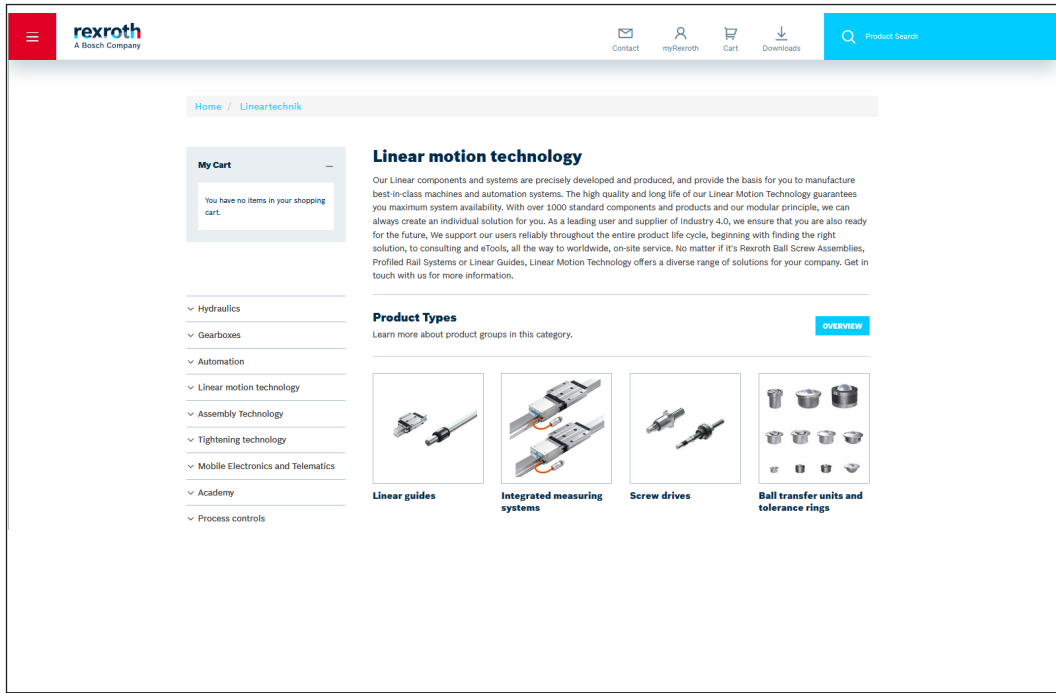 rexroth
A Bosch Company
Contact
myRexroth
Cart
Downloads
Product Search
Home / Lineartechnik
My Cart
You have no items in your shopping
cart.
Hydraulics
Gearboxes
Automation
Linear motion technology
Assembly Technology
Tightening technology
Mobile Electronics and Telematics
Academy
Process controls
Linear motion technology
Our Linear components and systems are precisely developed and produced, and provide the basis for you to manufacture
best-in-class machines and automation systems. The high quality and long life of our Linear Motion Technology guarantees
you maximum system availability. With over 1000 standard components and products and our modular principle, we can
always create an individual solution for you. As a leading user and supplier of Industry 4.0, we ensure that you are also ready
for the future, We support our users reliably throughout the entire product life cycle, beginning with finding the right
solution, to consulting and eTools, all the way to worldwide, on-site service. No matter if it's Rexroth Ball Screw Assemblies,
Profiled Rail Systems or Linear Guides, Linear Motion Technology offers a diverse range of solutions for your company. Get in
touch with us for more information.
Product Types
Learn more about product groups in this category.
OVERVIEW
Linear guides
Integrated measuring
systems
Screw drives
Ball transfer units and
tolerance rings